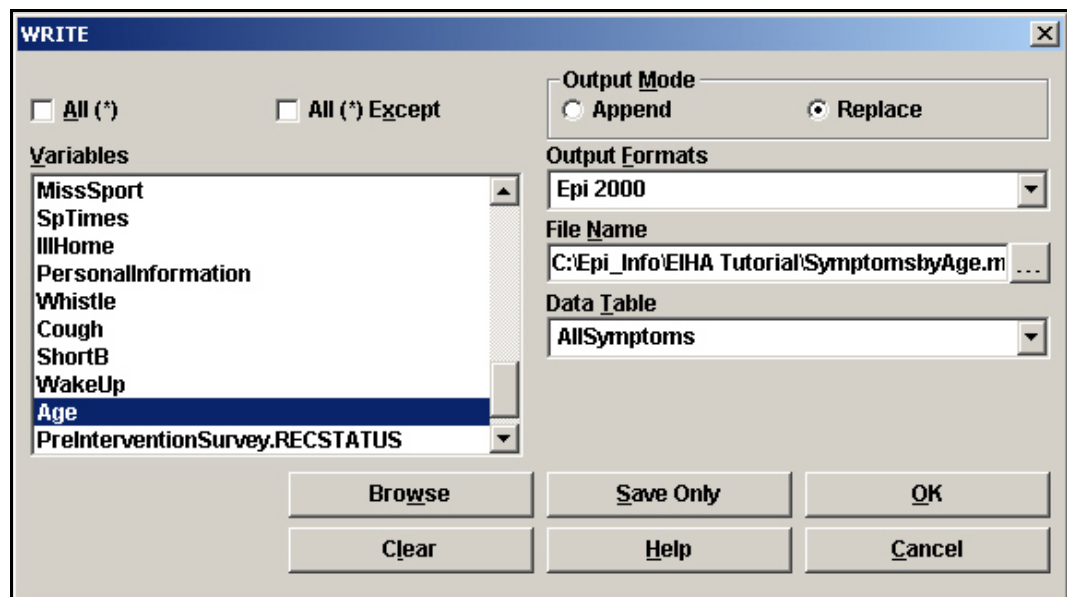 WRITE
All (*)
All (*) Except
Output Mode
Append
Replace
Variables
MissSport
SpTimes
IllHome
PersonalInformation
Whistle
Cough
ShortB
WakeUp
Age
PreInterventionSurvey.RECSTATUS
Output Formats
Epi 2000
File Name
C:\Epi_Info\EIHA Tutorial\SymptomsbyAge.m
...
Data Table
AllSymptoms
Browse
Save Only
OK
Clear
Help
Cancel